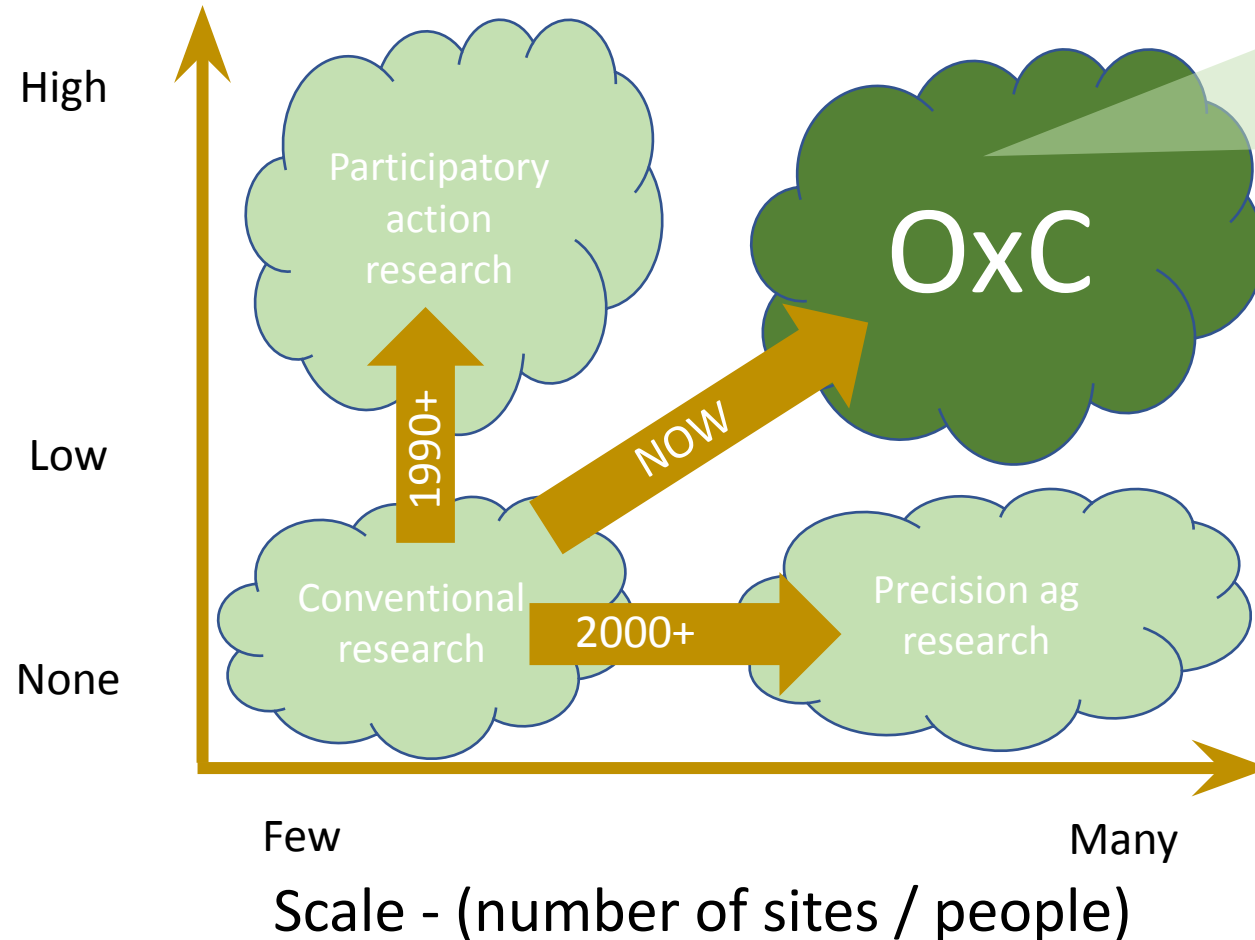 High
Participatory
action
research
OxC
1990+
NOW
Low
Conventional
research
2000+
Precision ag
research
None
Few
Many
Scale - (number of sites / people)